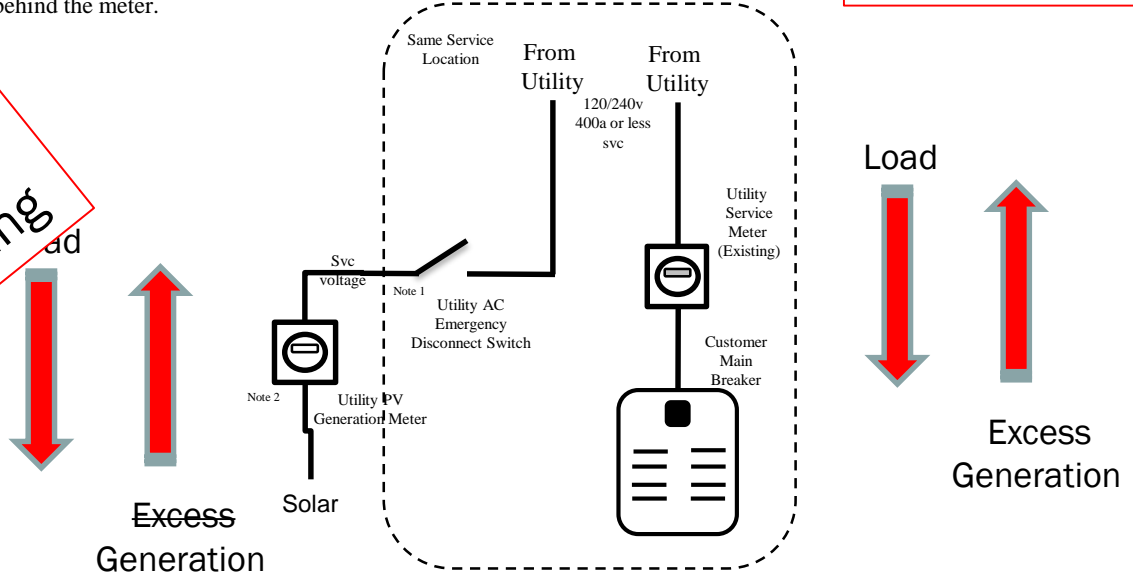 behind the meter.
Same Service
Location
From
Utility
From
Utility
120/240v
400a or less
svc
Load
Utility
Service
Meter
(Existing)
ng
ad
Svc
voltage
Note 1
Utility AC
Emergency
Disconnect Switch
Customer
Main
Breaker
Note 2
Utility PV
Generation Meter
Solar
Excess
Generation
Excess
Generation